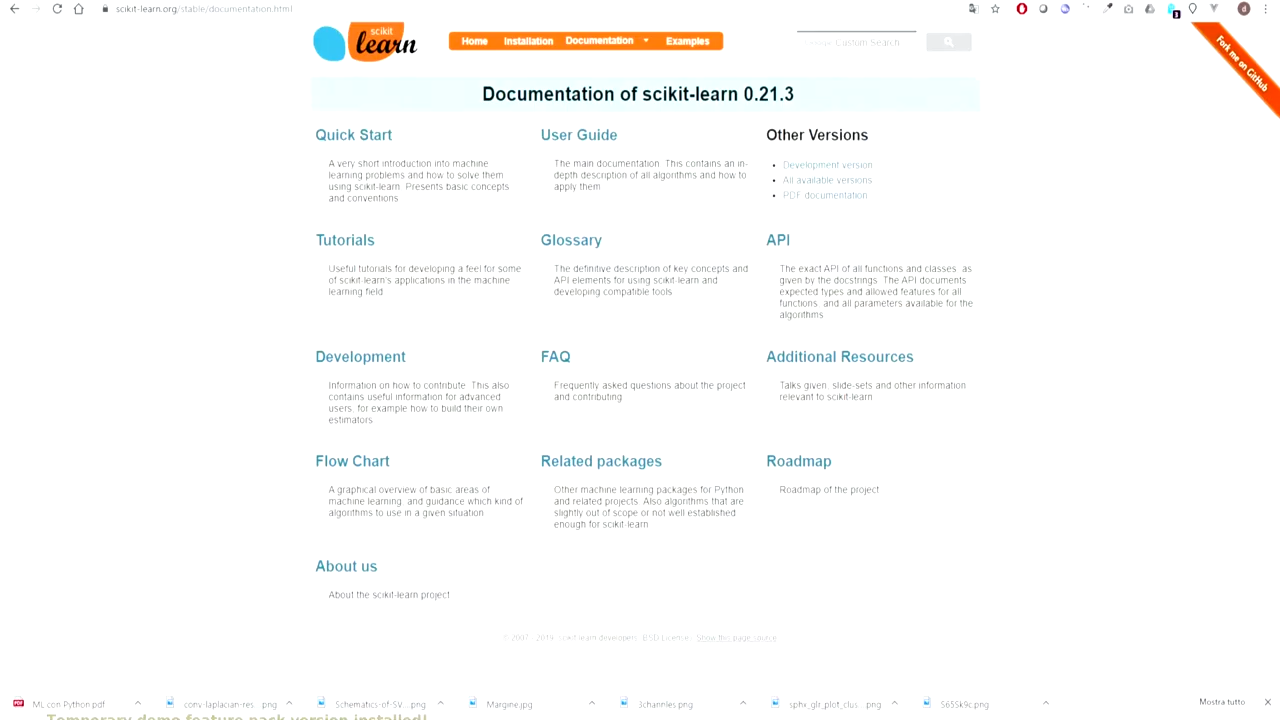 scikit-learn.org/stable/documentation.html
scikit
learn
Home Installation Documentation Examples
Custom Search
Fork me on GitHub
Documentation of scikit-learn 0.21.3
Quick Start
A very short introduction into machine
learning problems and how to solve them
using scikit-learn. Presents basic concepts
and conventions
User Guide
The main documentation. This contains an in-
depth description of all algorithms and how to
apply them
Other Versions
Development version
All available versions
PDF documentation
Tutorials
Useful tutorials for developing a feel for some
of scikit-learn's applications in the machine
learning field
Glossary
The definitive description of key concepts and
API elements for using scikit-learn and
developing compatible tools
API
The exact API of all functions and classes, as
given by the docstrings. The API documents
expected types and allowed features for all
functions, and all parameters available for the
algorithms
Development
Information on how to contribute. This also
contains useful information for advanced
users, for example how to build their own
estimators
FAQ
Frequently asked questions about the project
and contributing
Additional Resources
Talks given, slide-sets and other information
relevant to scikit-learn
Flow Chart
A graphical overview of basic areas of
machine learning, and guidance which kind of
algorithms to use in a given situation
Related packages
Other machine learning packages for Python
and related projects. Also algorithms that are
slightly out of scope or not well established
enough for scikit-learn
Roadmap
Roadmap of the project
About us
About the scikit-learn project
© 2007 - 2019, scikit-learn developers BSD License. Show this page source
ML con Python.pdf conv-laplacian-res....png Schematics-of-SV....png Margine.jpg 3channles.png sphx_glr_plot_clus....png S65Sk9c.png Mostra tutto
Temporary demo feature pack version installed!